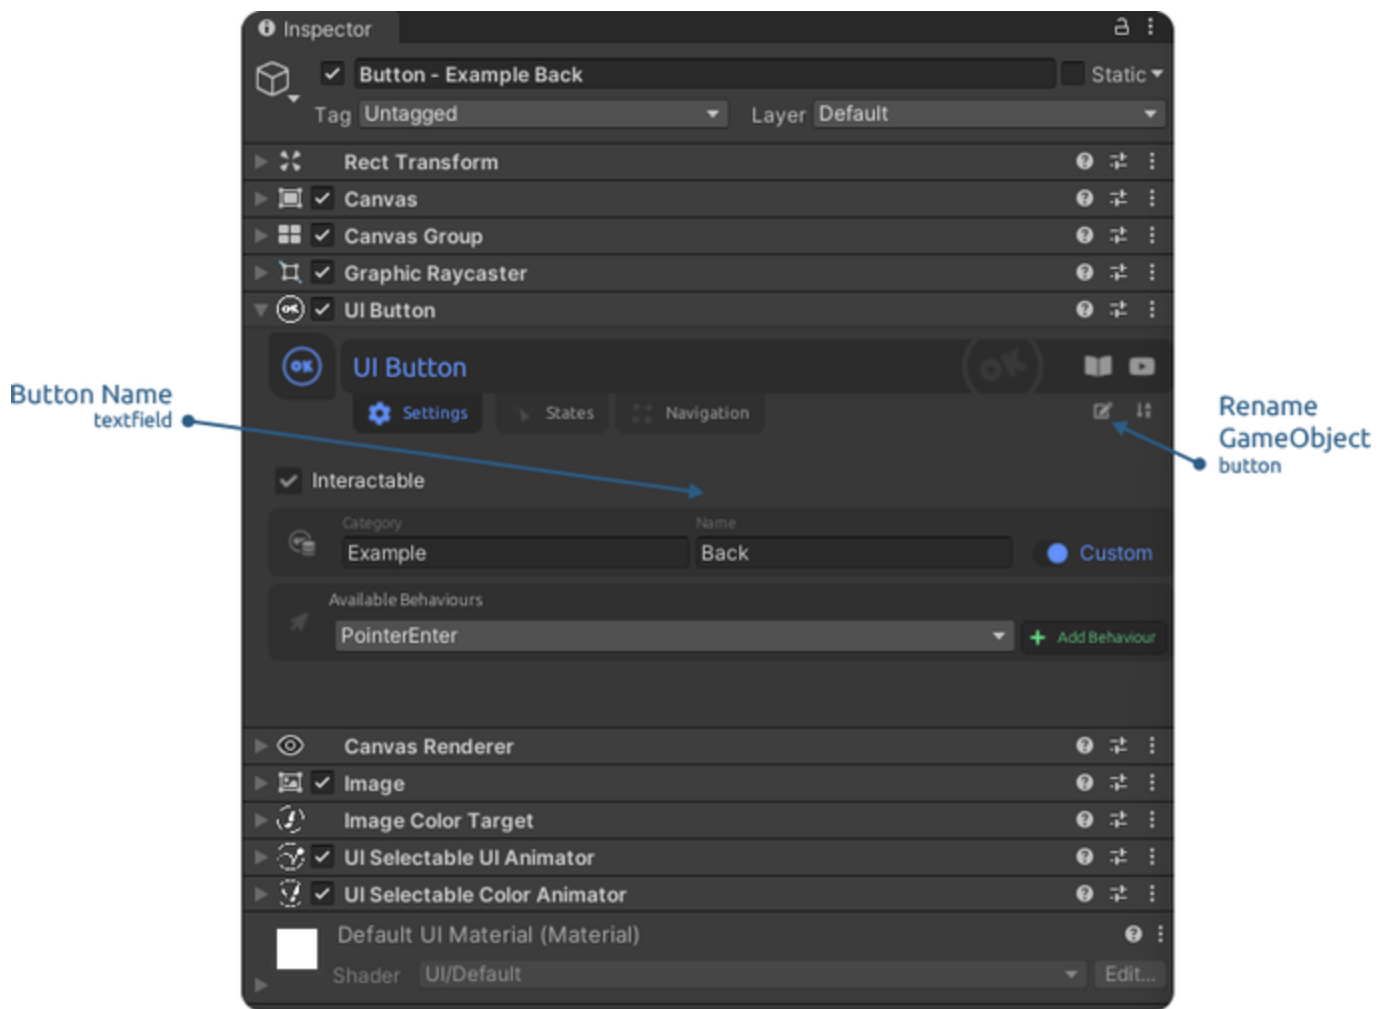 Inspector
Button - Example Back
Static
Tag Untagged Layer Default
Rect Transform
Canvas
Canvas Group
Graphic Raycaster
OK UI Button
OK UI Button OK
Settings States Navigation
Button Name
textfield
Rename
GameObject
button
Interactable
Category Name
Example Back Custom
Available Behaviours
PointerEnter + Add Behaviour
Canvas Renderer
Image
Image Color Target
UI Selectable UI Animator
UI Selectable Color Animator
Default UI Material (Material)
Shader UI/Default Edit...